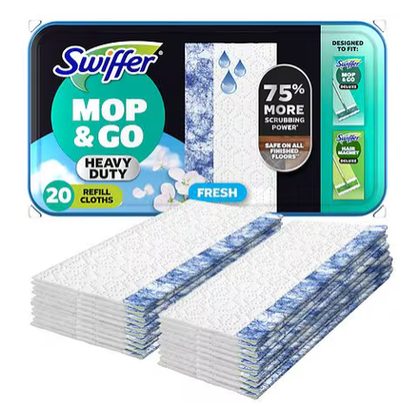 Swiffer
MOP
& GO
HEAVY
DUTY
20
REFILL
CLOTHS
FRESH
75%
MORE
SCRUBBING
POWER*
SAFE ON ALL
FINISHED
FLOORS**
DESIGNED
TO FIT:
Swiffer
MOP
& GO
DELUXE
Swiffer
HAIR
MAGNET
DELUXE